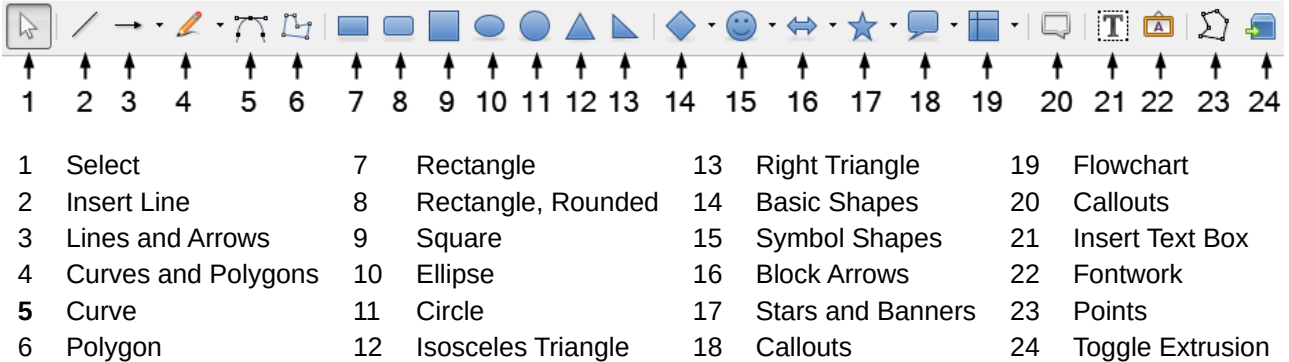 T A
1 2 3 4 5 6 7 8 9 10 11 12 13 14 15 16 17 18 19 20 21 22 23 24
1 Select 7 Rectangle 13 Right Triangle 19 Flowchart
2 Insert Line 8 Rectangle, Rounded 14 Basic Shapes 20 Callouts
3 Lines and Arrows 9 Square 15 Symbol Shapes 21 Insert Text Box
4 Curves and Polygons 10 Ellipse 16 Block Arrows 22 Fontwork
5 Curve 11 Circle 17 Stars and Banners 23 Points
6 Polygon 12 Isosceles Triangle 18 Callouts 24 Toggle Extrusion